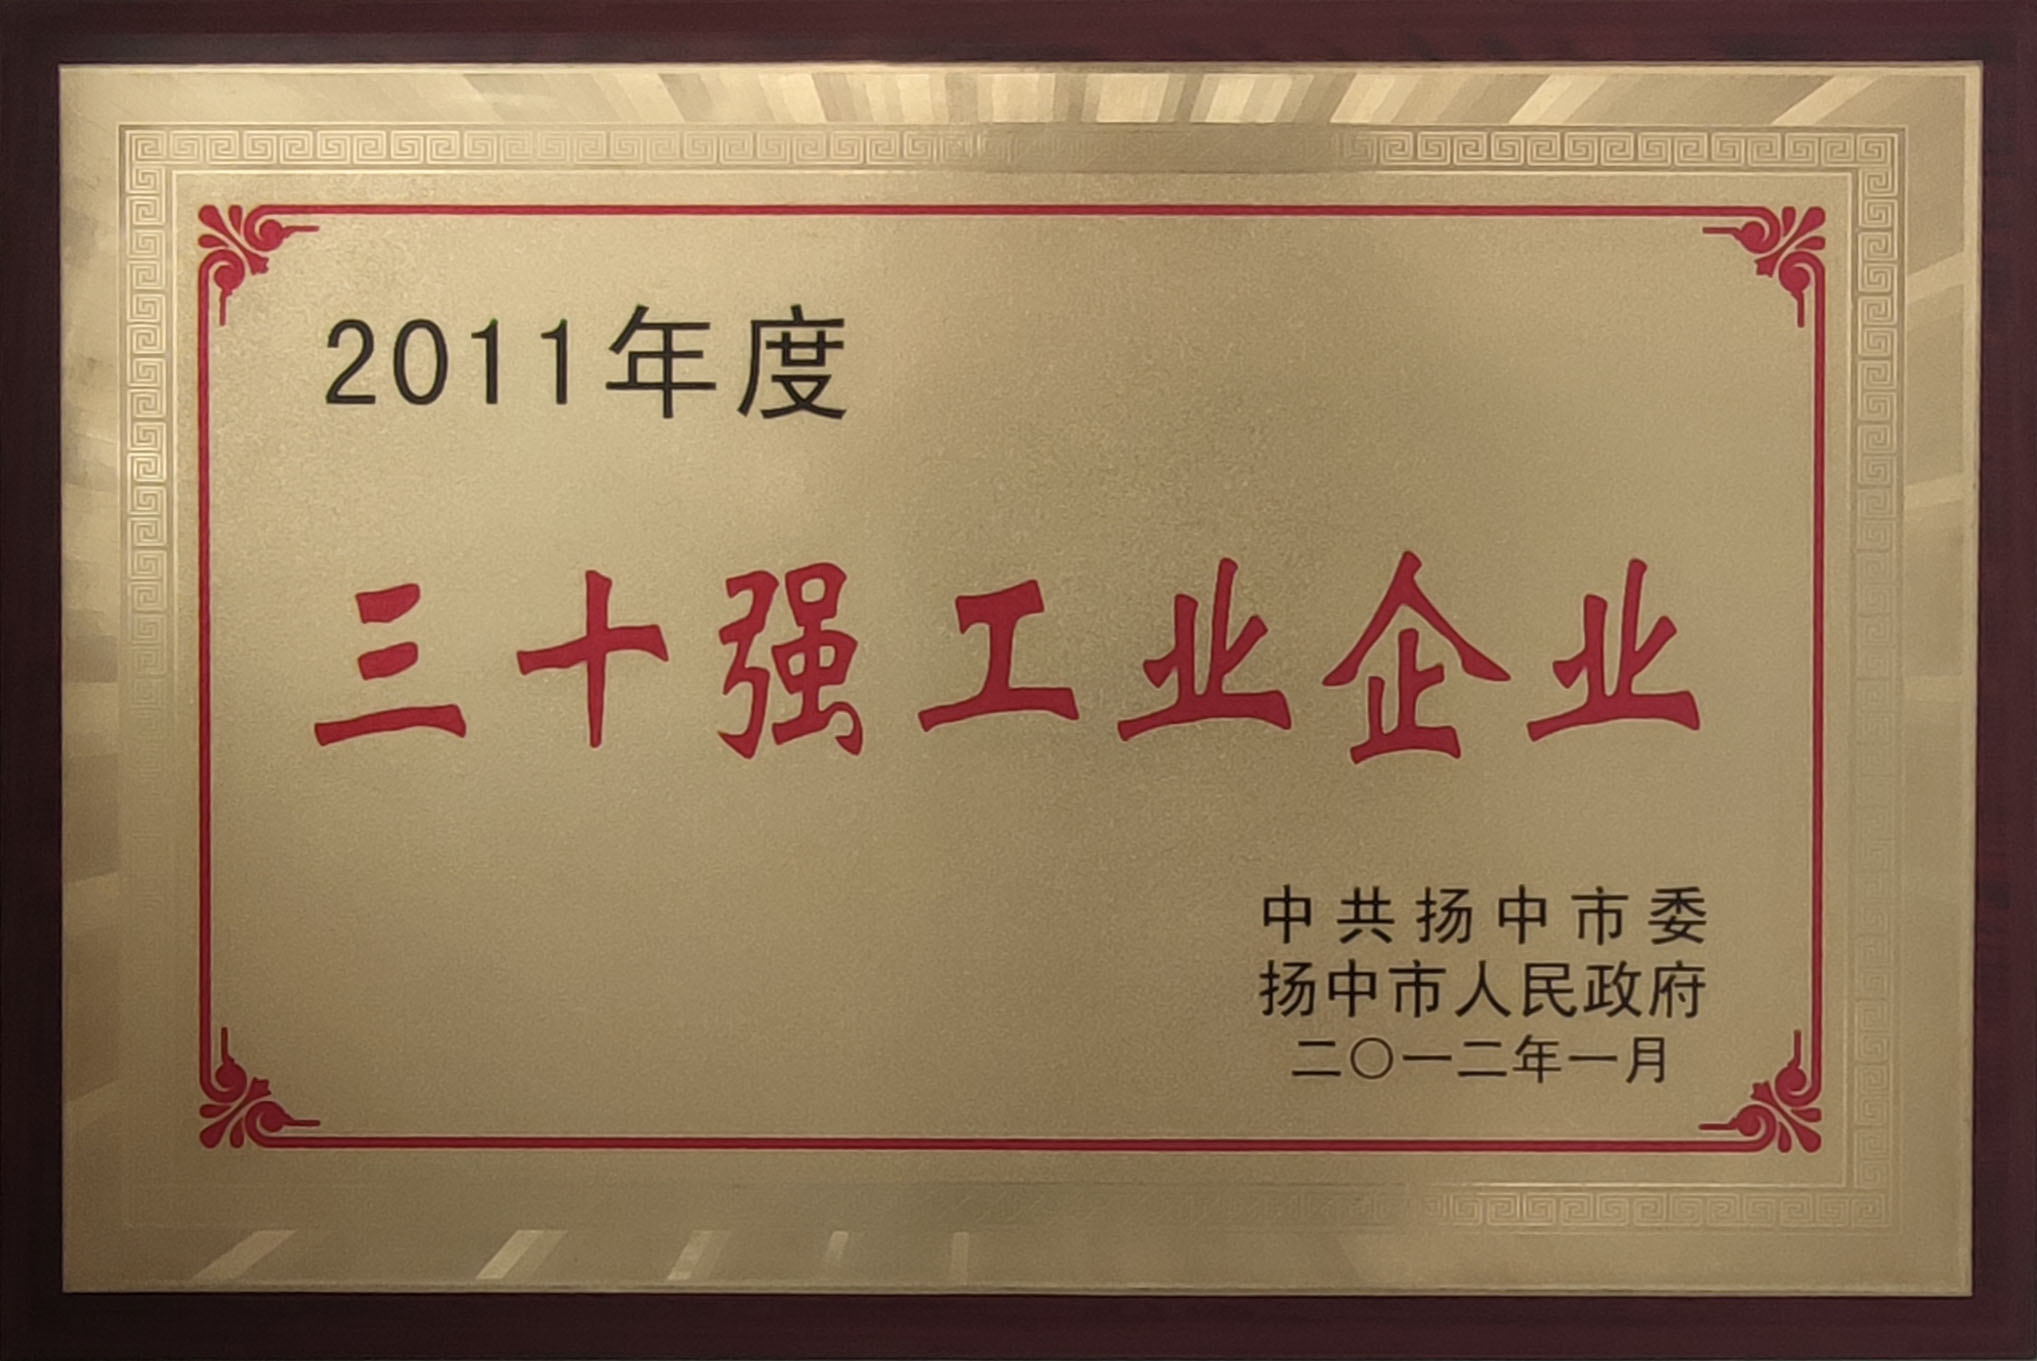 2011年度
三十强工业企业
中共扬中市委
扬中市人民政府
二〇一二年一月